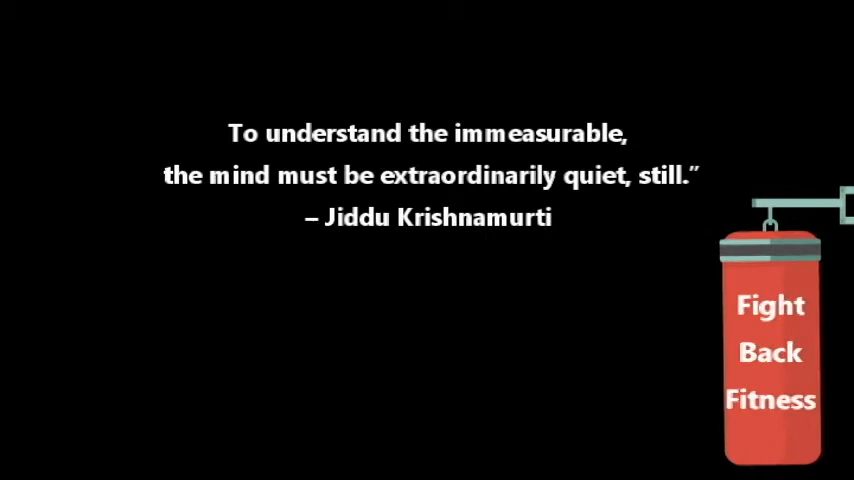 To understand the immeasurable,
the mind must be extraordinarily quiet, still.”
– Jiddu Krishnamurti
Fight
Back
Fitness